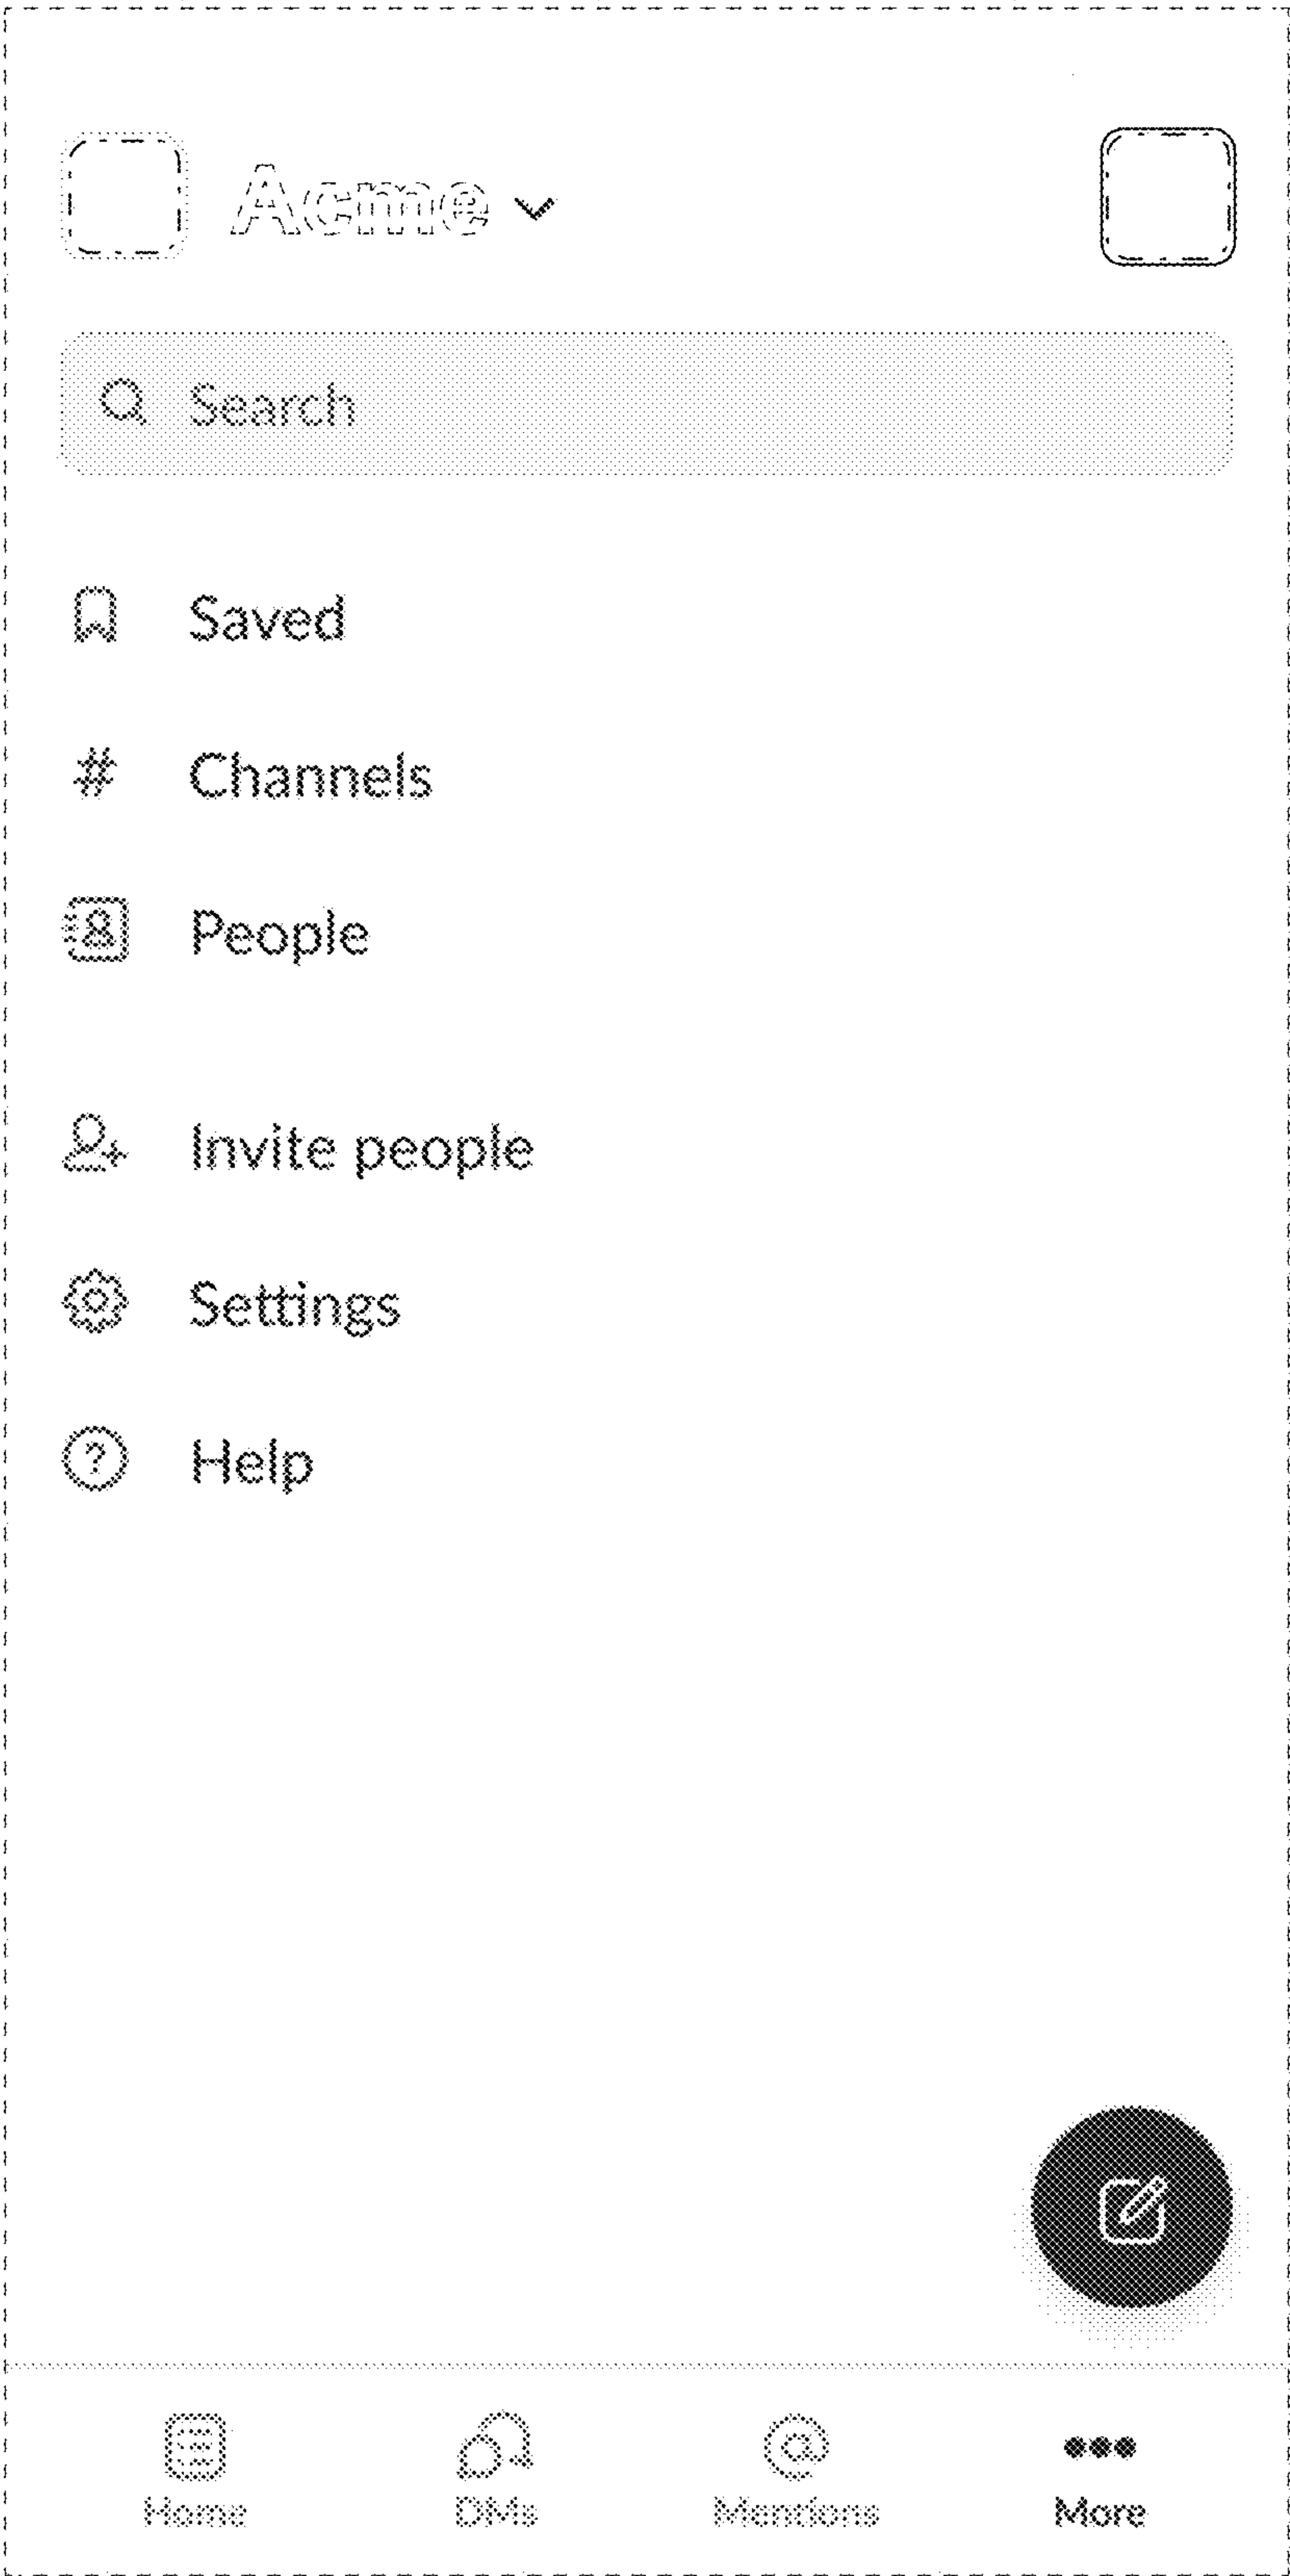 Acme
Search
Saved
# Channels
People
Invite people
Settings
? Help
Home DMs @ Mentions More